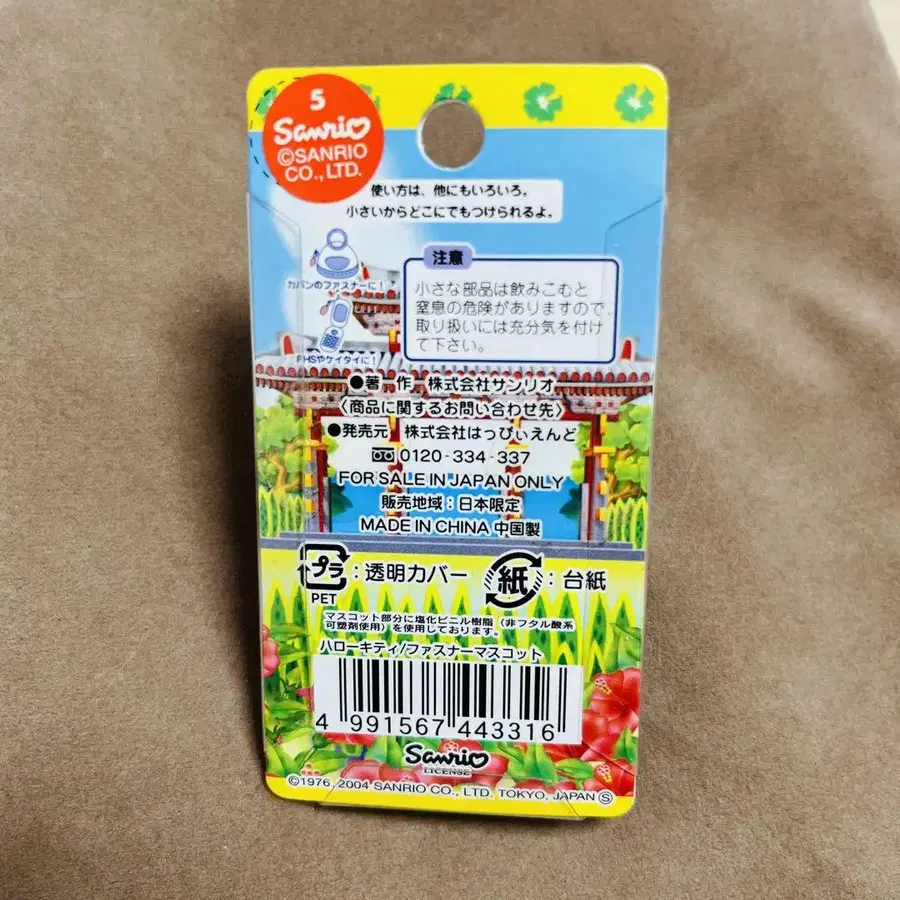 5
Sanrio
©SANRIO
CO., LTD.
使い方は、他にもいろいろ。
小さいからどこにでもつけられるよ。
カバンのファスナーに!
PHSやケイタイに!
注意
小さな部品は飲みこむと
窒息の危険がありますので、
取り扱いには充分気を付け
て下さい。
●著 作 株式会社サンリオ
〈商品に関するお問い合わせ先〉
●発売元 株式会社はっぴぃえんど
0120-334-337
FOR SALE IN JAPAN ONLY
販売地域:日本限定
MADE IN CHINA 中国製
プラ:透明カバー 紙:台紙
PET
マスコット部分に塩化ビニル樹脂(非フタル酸系
可塑剤使用)を使用しております。
ハローキティ/ファスナーマスコット
4 991567 443316
Sanrio
LICENSE
©1976, 2004 SANRIO CO., LTD. TOKYO, JAPAN Ⓢ